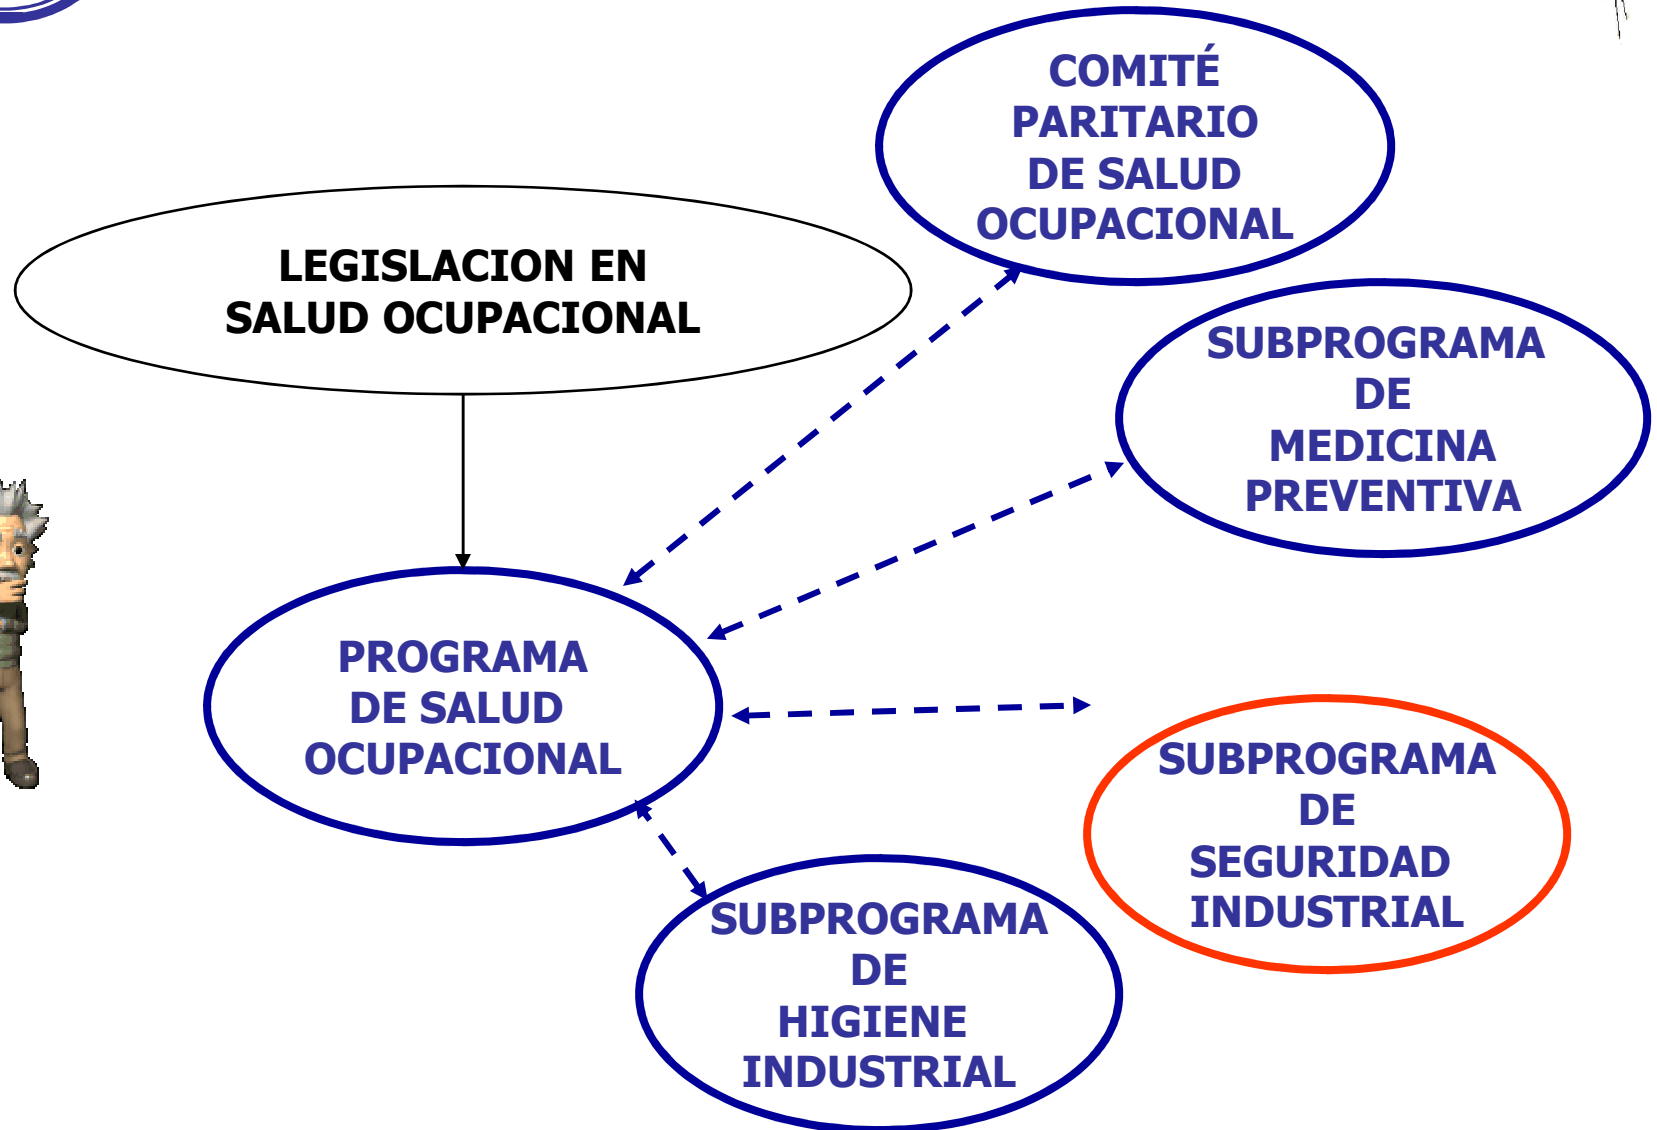 COMITÉ
PARITARIO
DE SALUD
OCUPACIONAL
LEGISLACION EN
SALUD OCUPACIONAL
SUBPROGRAMA
DE
MEDICINA
PREVENTIVA
PROGRAMA
DE SALUD
OCUPACIONAL
SUBPROGRAMA
DE
SEGURIDAD
INDUSTRIAL
SUBPROGRAMA
DE
HIGIENE
INDUSTRIAL